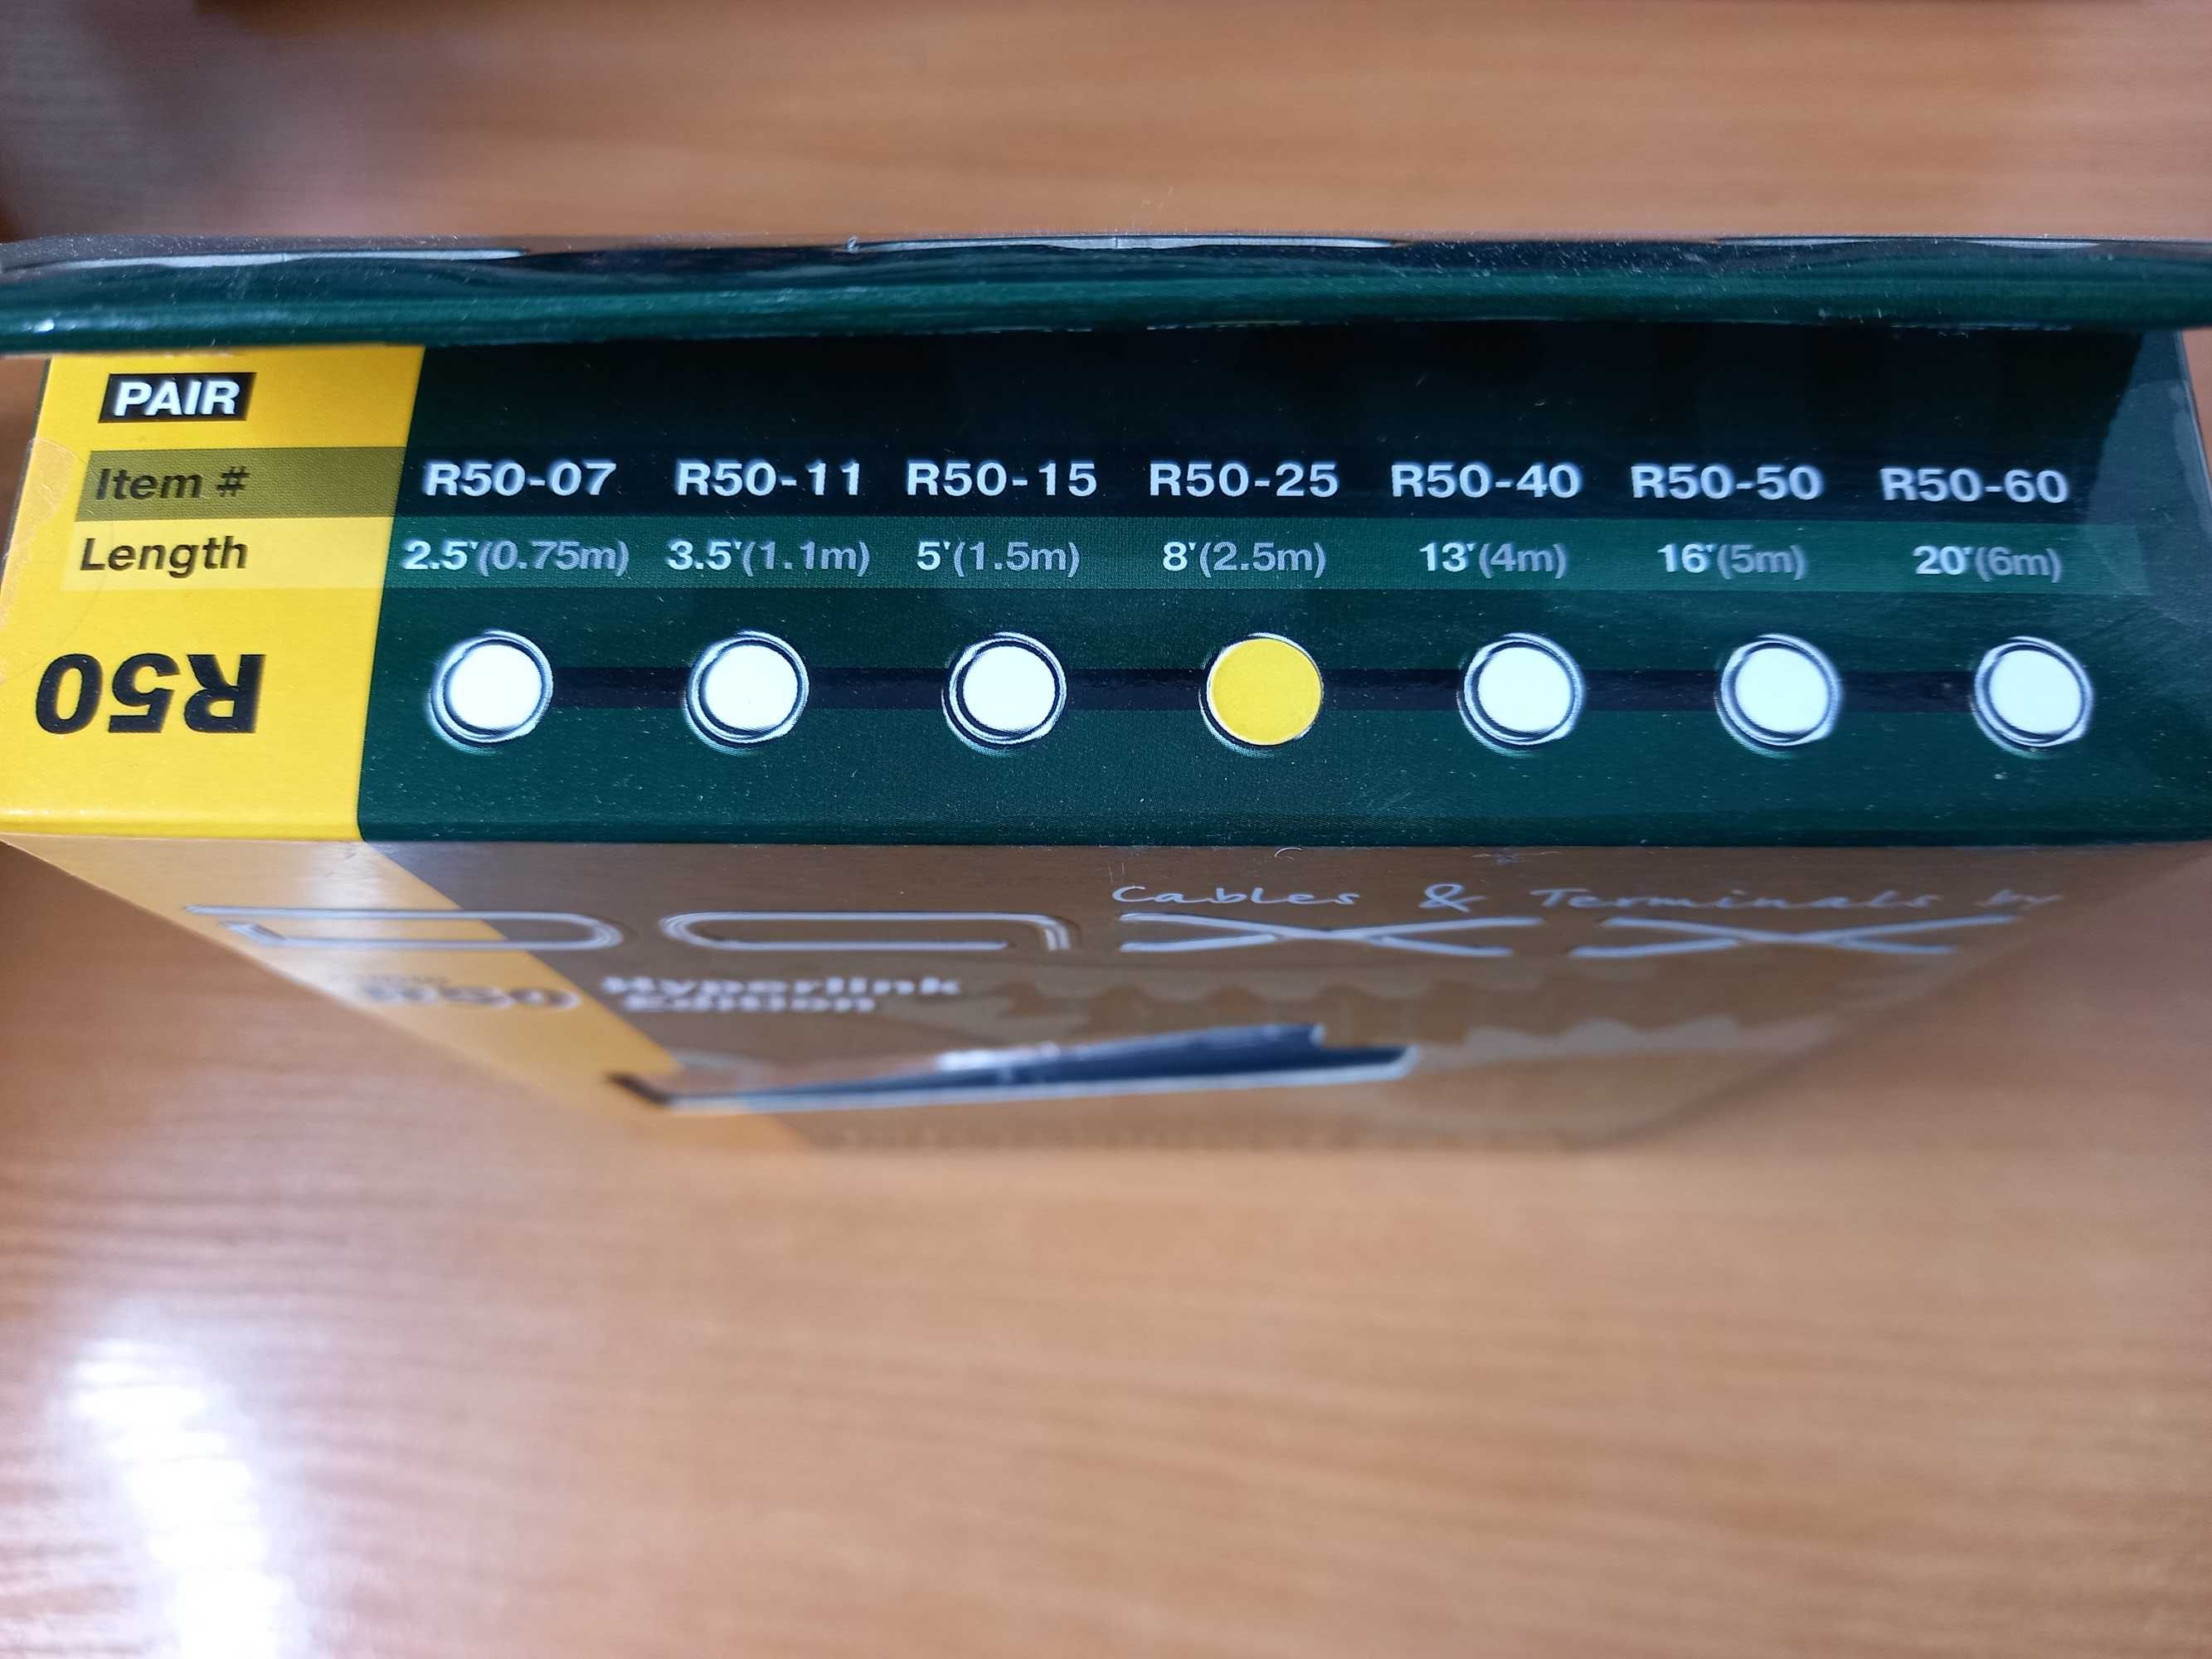 PAIR
Item # R50-07 R50-11 R50-15 R50-25 R50-40 R50-50 R50-60
Length 2.5'(0.75m) 3.5'(1.1m) 5'(1.5m) 8'(2.5m) 13'(4m) 16'(5m) 20'(6m)
R50
Cables & Terminals by
DAXX
R50 Hyperlink
Edition